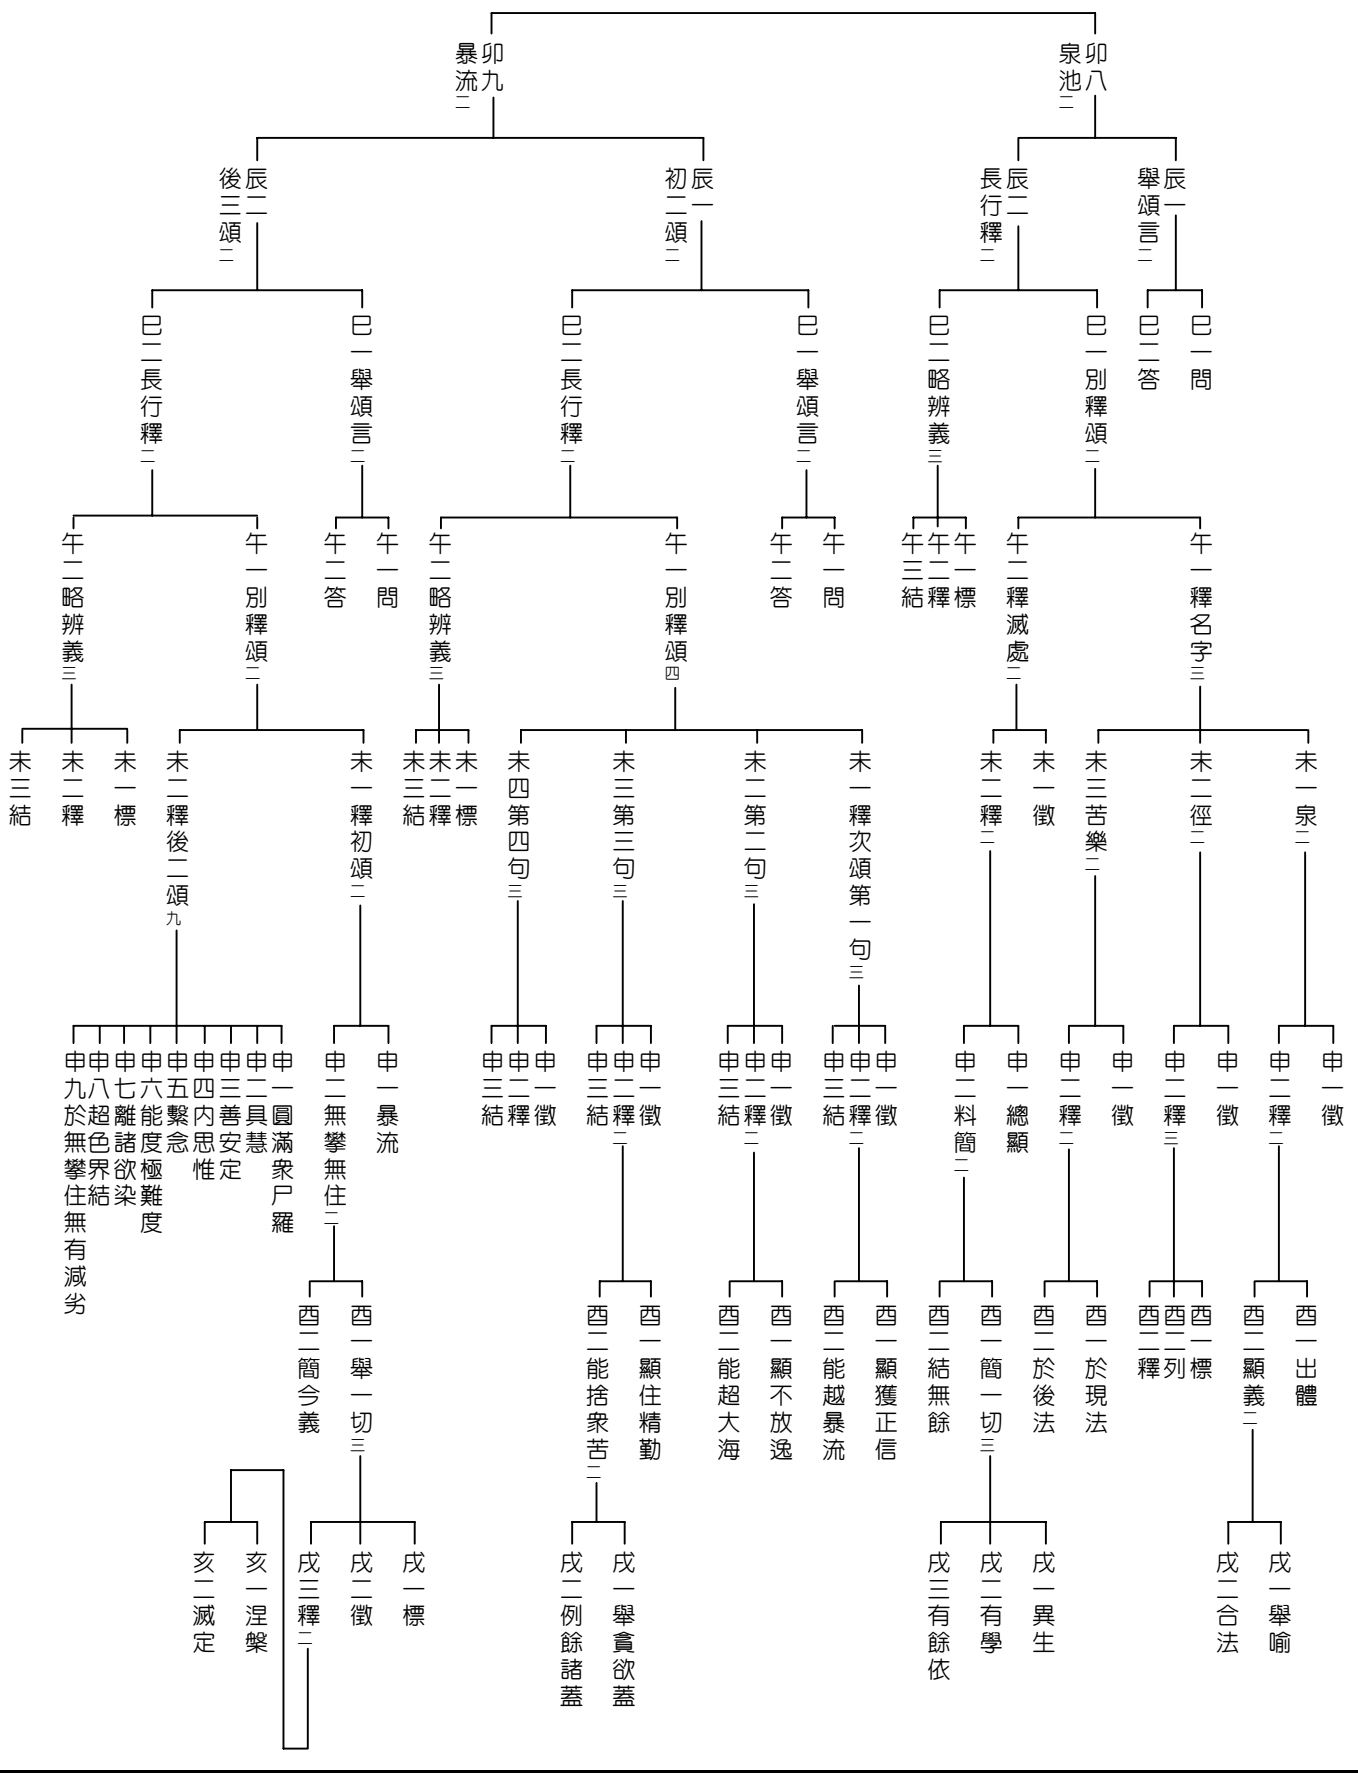 卯八泉池二
卯九暴流二
辰一舉頌言二
辰二長行釋二
辰一初二頌二
辰二後三頌二
巳一問
巳二答
巳一別釋頌二
巳二略辨義三
巳一舉頌言二
巳二長行釋二
巳一舉頌言二
巳二長行釋二
午一釋名字三
午二釋滅處二
午一標
午二釋
午三結
午一問
午二答
午一別釋頌四
午二略辨義三
午一問
午二答
午一別釋頌二
午二略辨義三
未一泉二
未二徑二
未三苦樂二
未一徵
未二釋二
未一釋次頌第一句三
未二第二句三
未三第三句三
未四第四句三
未一標
未二釋
未三結
未一釋初頌二
未二釋後二頌九
未一標
未二釋
未三結
申一徵
申二釋二
申一徵
申二釋三
申一徵
申二釋二
申一總顯
申二料簡二
申一徵
申二釋二
申三結
申一徵
申二釋二
申三結
申一徵
申二釋二
申三結
申一徵
申二釋
申三結
申一暴流
申二無攀無住二
申一圓滿衆尸羅
申二具慧
申三善安定
申四内思惟
申五繫念
申六能度極難度
申七離諸欲染
申八超色界結
申九於無攀住無有減劣
酉一出體
酉二顯義二
酉一標
酉二列
酉二釋
酉一於現法
酉二於後法
酉一簡一切三
酉二結無餘
酉一顯獲正信
酉二能越暴流
酉一顯不放逸
酉二能超大海
酉一顯住精勤
酉二能捨衆苦二
酉一舉一切三
酉二簡今義
戌一舉喻
戌二合法
戌一異生
戌二有學
戌三有餘依
戌一舉貪欲蓋
戌二例餘諸蓋
戌一標
戌二徵
戌三釋二
亥一涅槃
亥二滅定